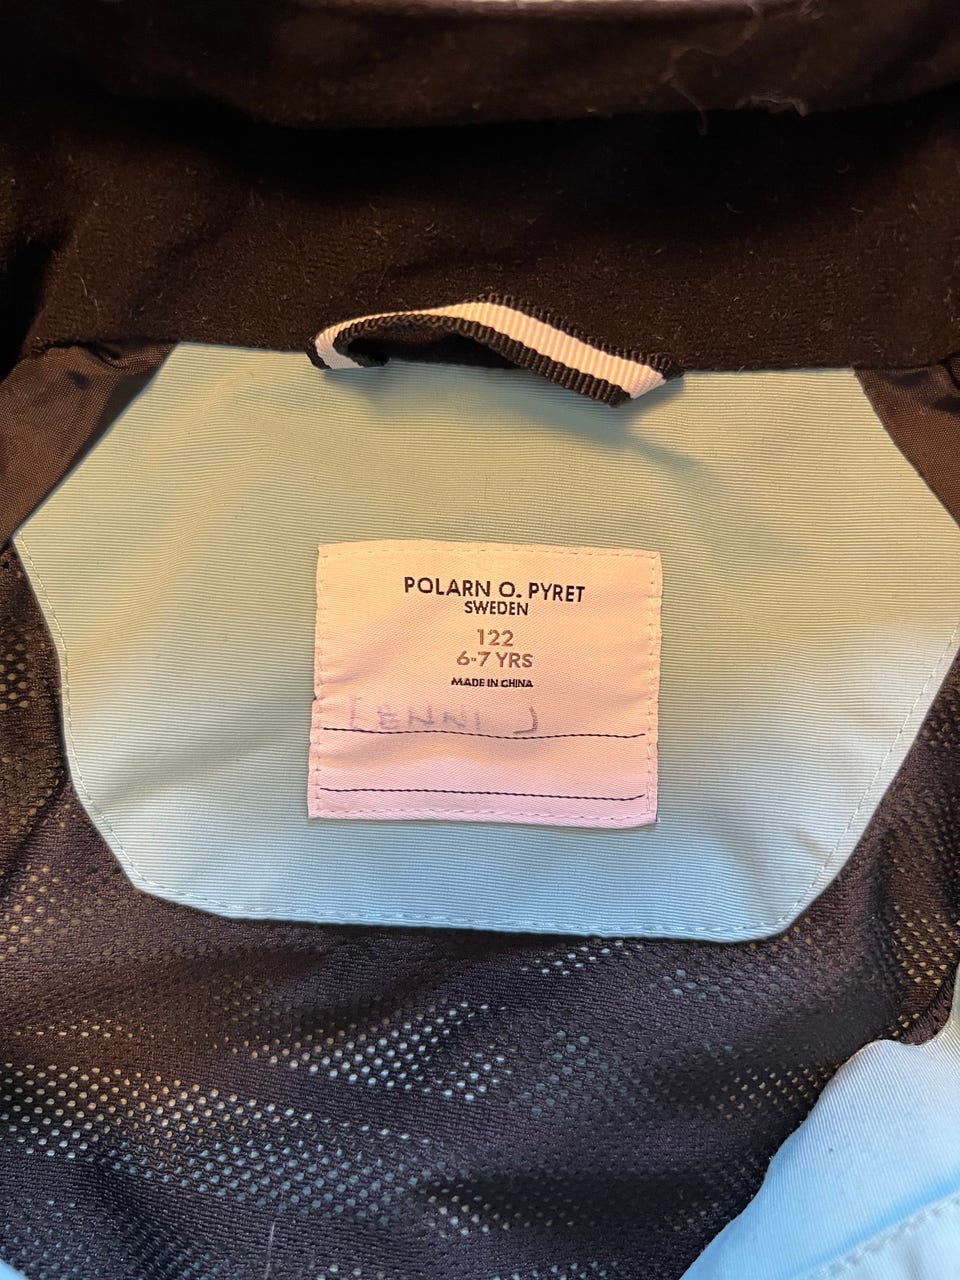 POLARN O. PYRET
SWEDEN
122
6-7 YRS
MADE IN CHINA
LENNI J